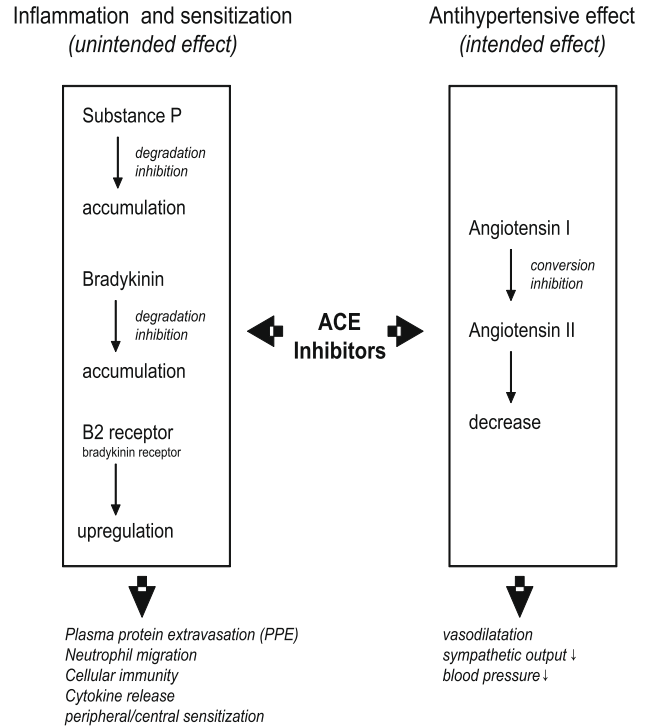 Inflammation and sensitization
(unintended effect)
Substance P
degradation
inhibition
accumulation
Bradykinin
degradation
inhibition
accumulation
B2 receptor
bradykinin receptor
upregulation
Plasma protein extravasation (PPE)
Neutrophil migration
Cellular immunity
Cytokine release
peripheral/central sensitization
ACE
Inhibitors
Antihypertensive effect
(intended effect)
Angiotensin I
conversion
inhibition
Angiotensin II
decrease
vasodilatation
sympathetic output ↓
blood pressure ↓